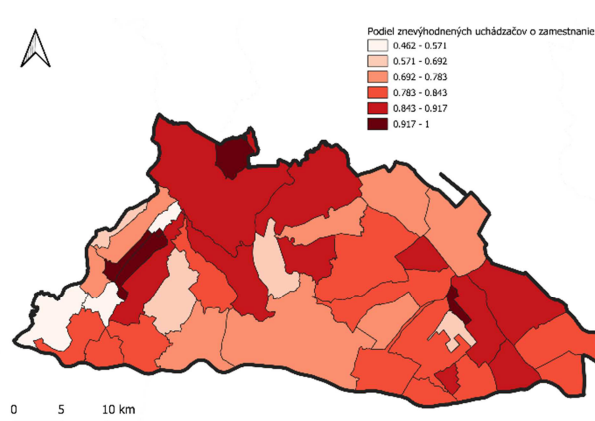 Podiel znevýhodnených uchádzačov o zamestnanie
0.462 - 0.571
0.571 - 0.692
0.692 - 0.783
0.783 - 0.843
0.843 - 0.917
0.917 - 1
0 5 10 km